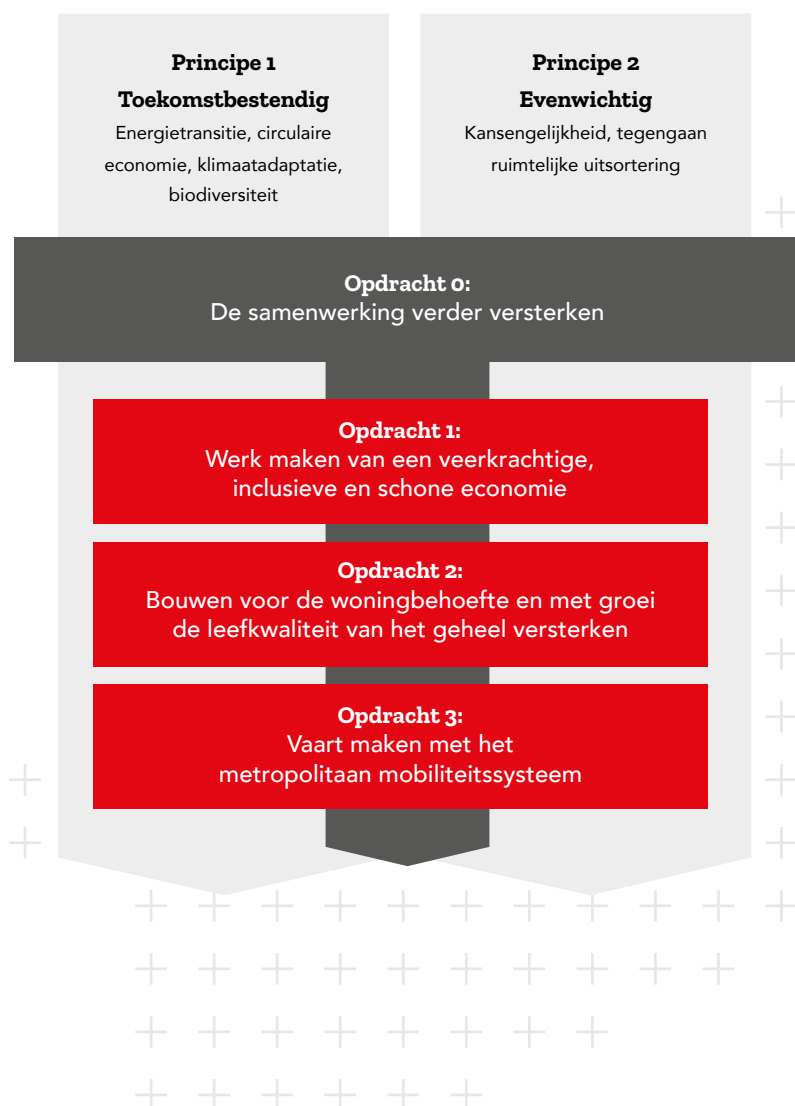 Principe 1
Toekomstbestendig
Energietransitie, circulaire
economie, klimaatadaptatie,
biodiversiteit
Principe 2
Evenwichtig
Kansengelijkheid, tegengaan
ruimtelijke uitsortering
Opdracht 0:
De samenwerking verder versterken
Opdracht 1:
Werk maken van een veerkrachtige,
inclusieve en schone economie
Opdracht 2:
Bouwen voor de woningbehoefte en met groei
de leefkwaliteit van het geheel versterken
Opdracht 3:
Vaart maken met het
metropolitaan mobiliteitssysteem